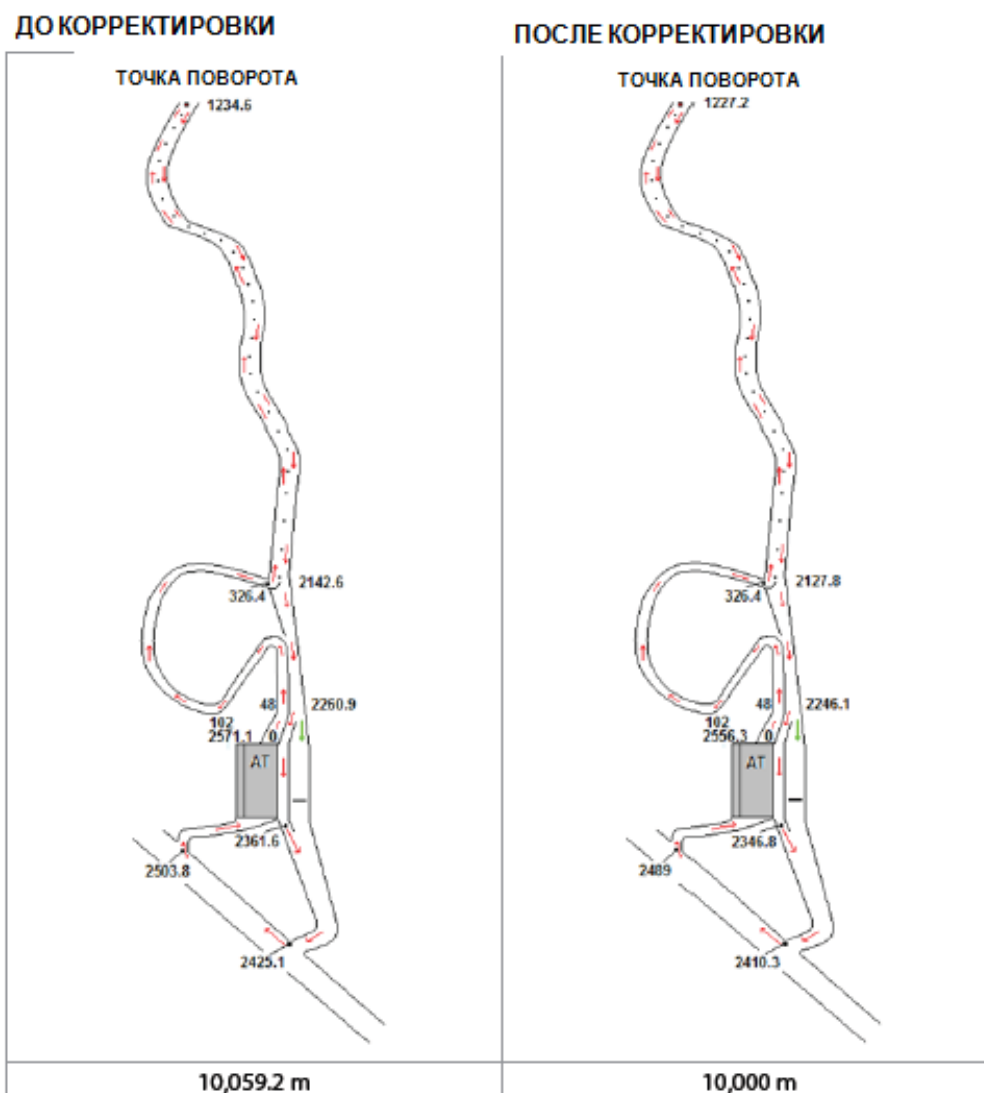 ДО КОРРЕКТИРОВКИ
ТОЧКА ПОВОРОТА
1234.6
2142.6
326.4
2260.9
48
102
2571.1
0
АТ
2361.6
2503.8
2425.1
10,059.2 m
ПОСЛЕ КОРРЕКТИРОВКИ
ТОЧКА ПОВОРОТА
1227.2
2127.8
326.4
2246.1
48
102
2556.3
0
АТ
2346.8
2489
2410.3
10,000 m